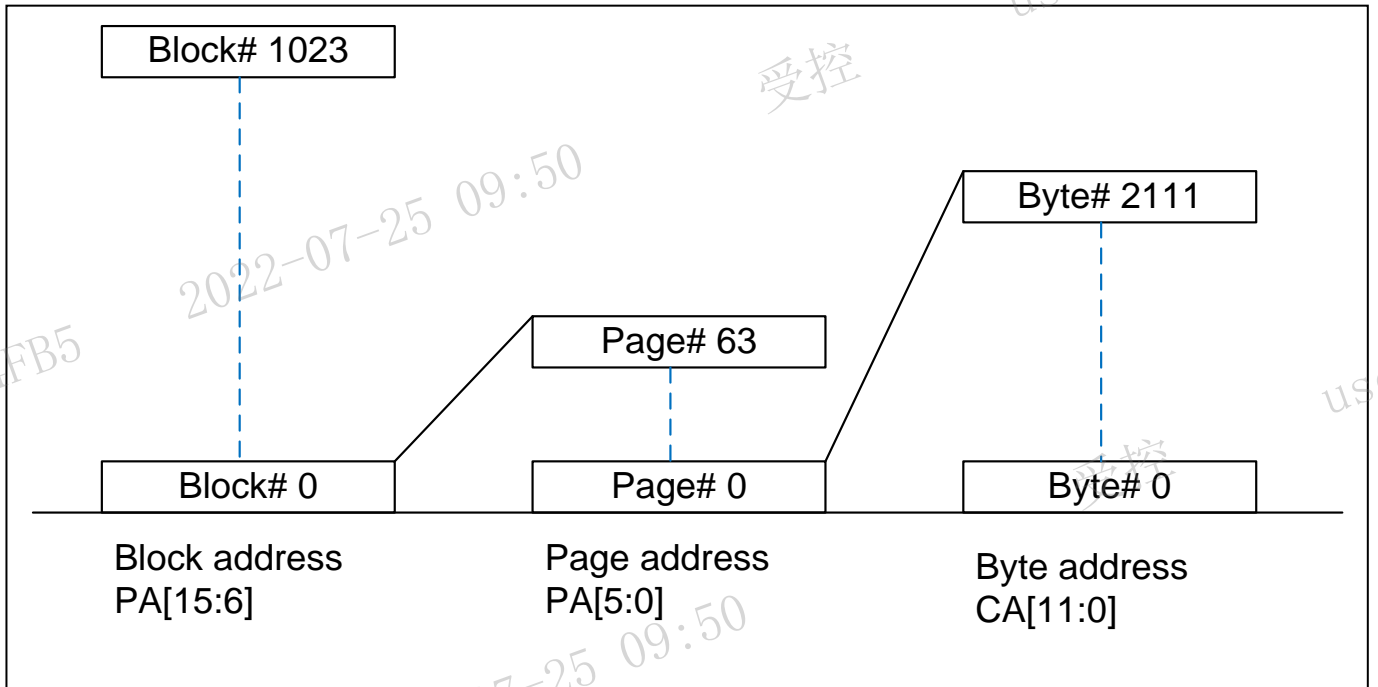 Block# 1023
受控
2022-07-25 09:50
Byte# 2111
Page# 63
FB5
Block# 0
Page# 0
受控
Byte# 0
Block address
PA[15:6]
Page address
PA[5:0]
Byte address
CA[11:0]
-25 09:50